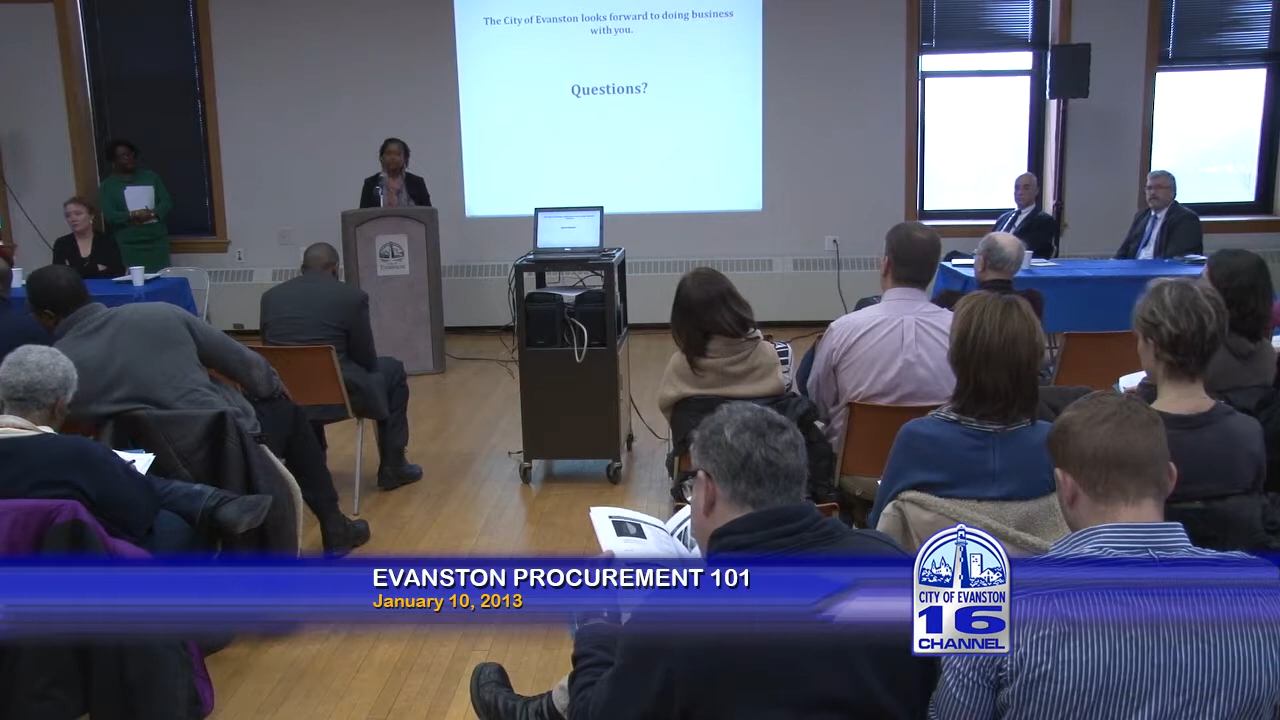 The City of Evanston looks forward to doing business
with you.
Questions?
EVANSTON PROCUREMENT 101
January 10, 2013
CITY OF EVANSTON
16
CHANNEL